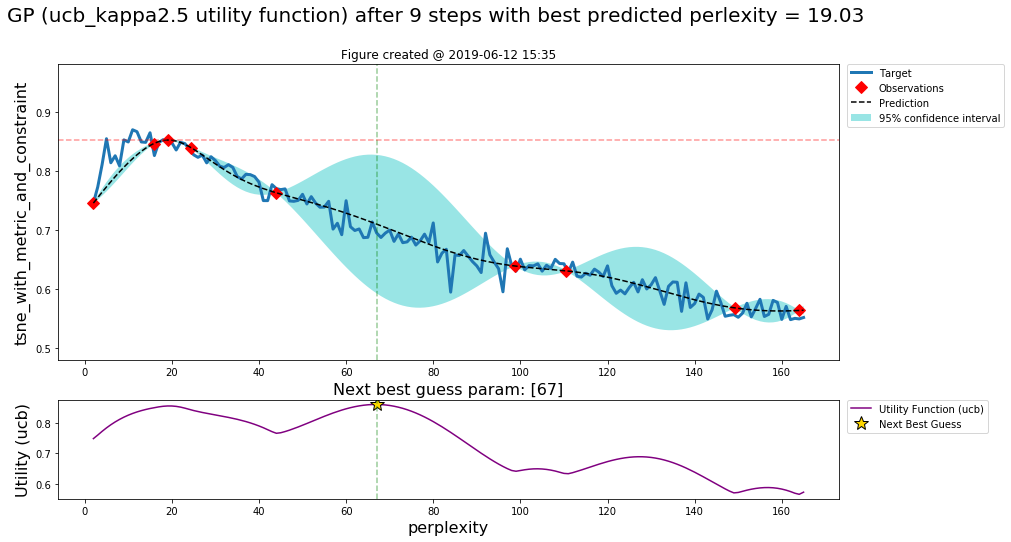 GP (ucb_kappa2.5 utility function) after 9 steps with best predicted perlexity = 19.03
Figure created @ 2019-06-12 15:35
tsne_with_metric_and_constraint
0.9
0.8
0.7
0.6
0.5
0 20 40 60 80 100 120 140 160
Target
Observations
Prediction
95% confidence interval
Next best guess param: [67]
Utility (ucb)
0.8
0.7
0.6
0 20 40 60 80 100 120 140 160
perplexity
Utility Function (ucb)
Next Best Guess